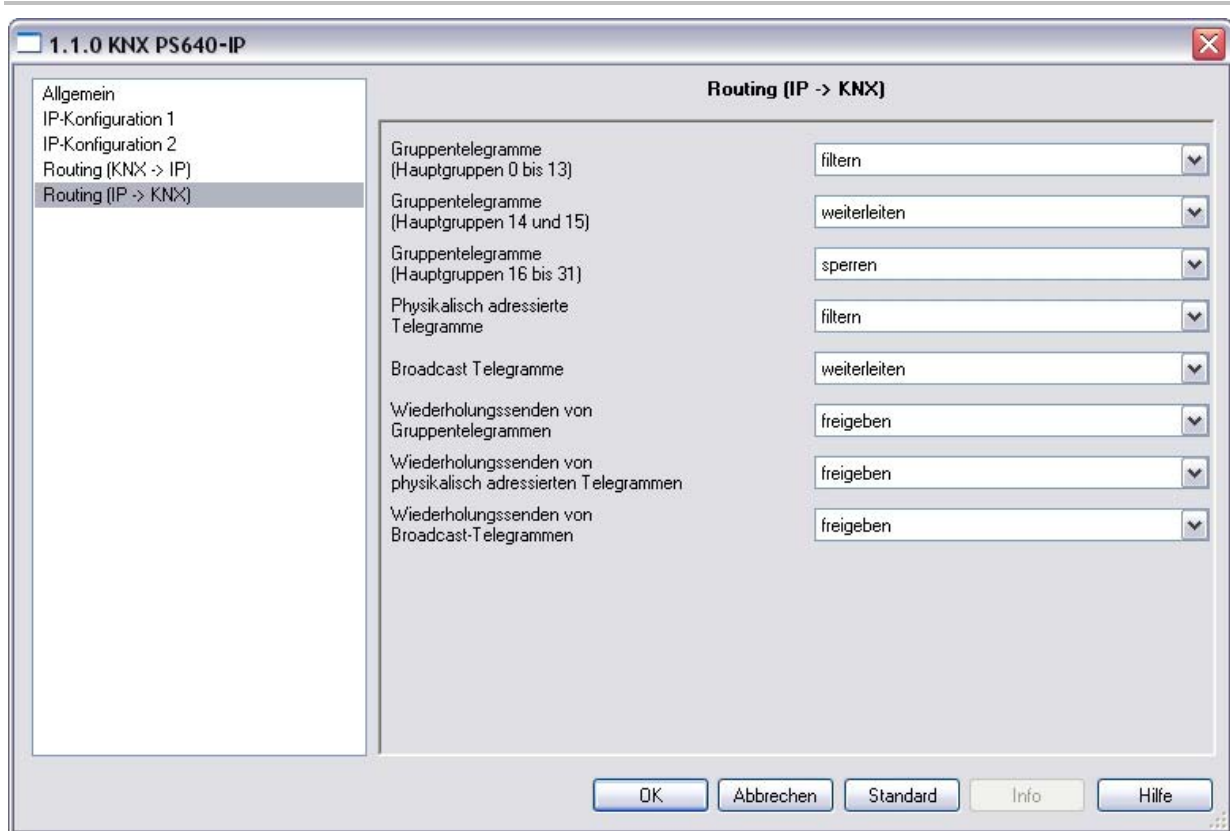 1.1.0 KNX PS640-IP
Allgemein
IP-Konfiguration 1
IP-Konfiguration 2
Routing (KNX -> IP)
Routing (IP -> KNX)
Routing (IP -> KNX)
Gruppentelegramme
(Hauptgruppen 0 bis 13)
filtern
Gruppentelegramme
(Hauptgruppen 14 und 15)
weiterleiten
Gruppentelegramme
(Hauptgruppen 16 bis 31)
sperren
Physikalisch adressierte
Telegramme
filtern
Broadcast Telegramme
weiterleiten
Wiederholungssenden von
Gruppentelegrammen
freigeben
Wiederholungssenden von
physikalisch adressierten Telegrammen
freigeben
Wiederholungssenden von
Broadcast-Telegrammen
freigeben
OK
Abbrechen
Standard
Info
Hilfe